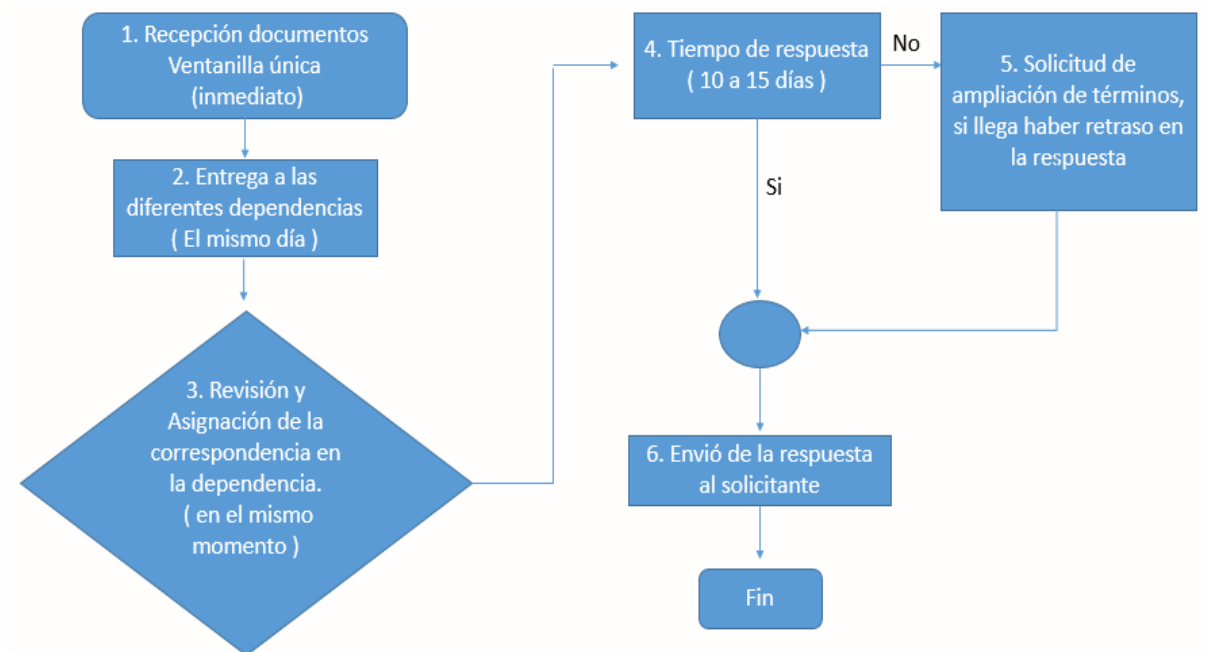 1. Recepción documentos
Ventanilla única
(inmediato)
2. Entrega a las
diferentes dependencias
( El mismo día )
3. Revisión y
Asignación de la
correspondencia en
la dependencia.
( en el mismo
momento )
4. Tiempo de respuesta
( 10 a 15 días )
No
Si
5. Solicitud de
ampliación de términos,
si llega haber retraso en
la respuesta
6. Envió de la respuesta
al solicitante
Fin